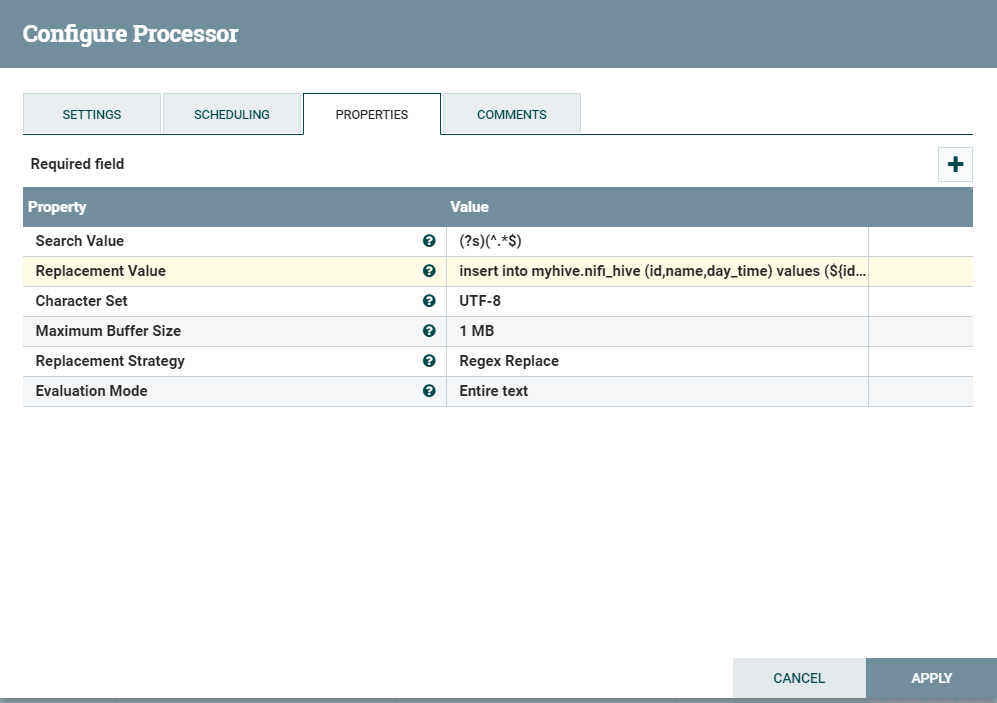 Configure Processor
SETTINGS SCHEDULING PROPERTIES COMMENTS
Required field
Property Value
Search Value (?s)(^.*$)
Replacement Value insert into myhive.nifi_hive (id,name,day_time) values (${id...
Character Set UTF-8
Maximum Buffer Size 1 MB
Replacement Strategy Regex Replace
Evaluation Mode Entire text
CANCEL APPLY